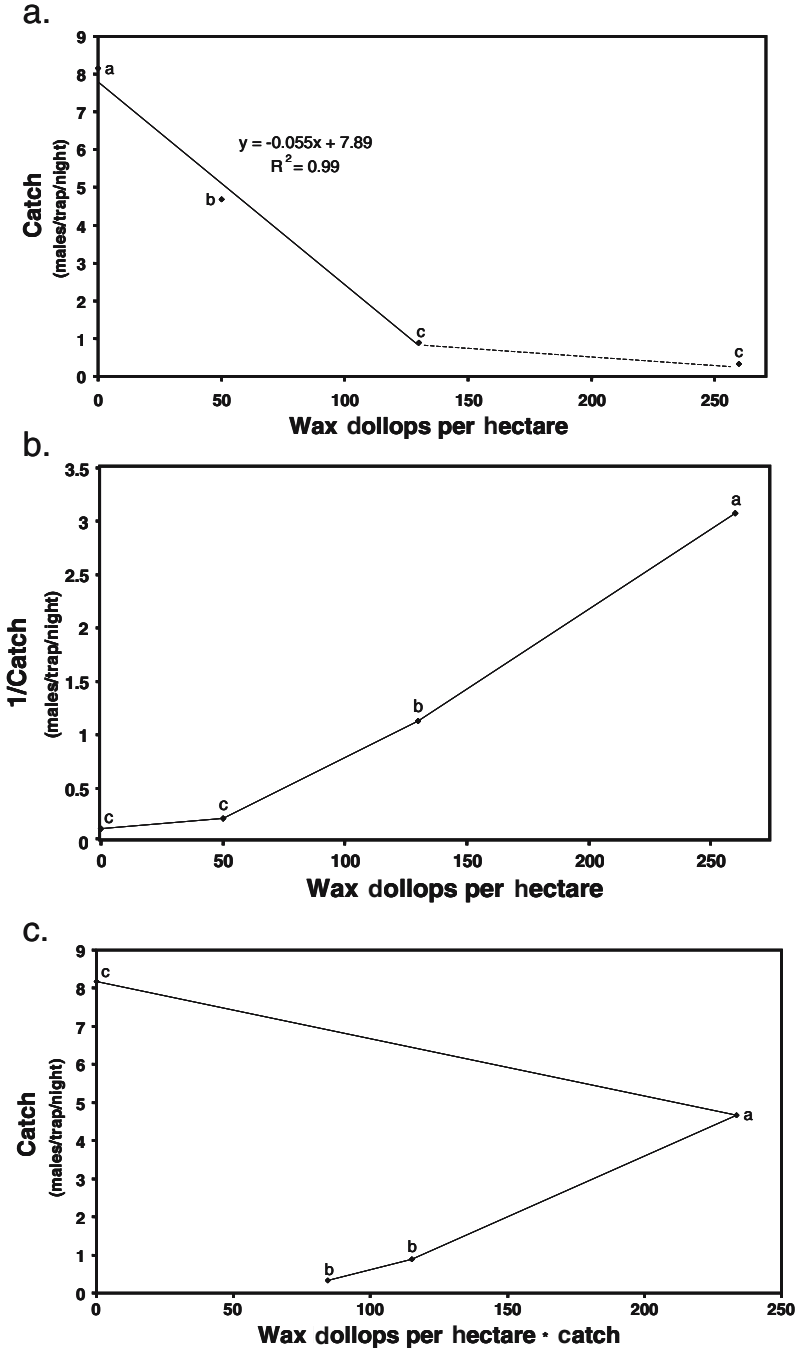 a.
9
8
7
6
5
4
3
2
1
0
Catch
(males/trap/night)
a
b
c
c
y = -0.055x + 7.89
R2 = 0.99
0 50 100 150 200 250
Wax dollops per hectare
b.
3.5
3
2.5
2
1.5
1
0.5
0
1/Catch
(males/trap/night)
a
b
c
c
0 50 100 150 200 250
Wax dollops per hectare
c.
9
8
7
6
5
4
3
2
1
0
Catch
(males/trap/night)
c
a
b
b
0 50 100 150 200 250
Wax dollops per hectare * catch